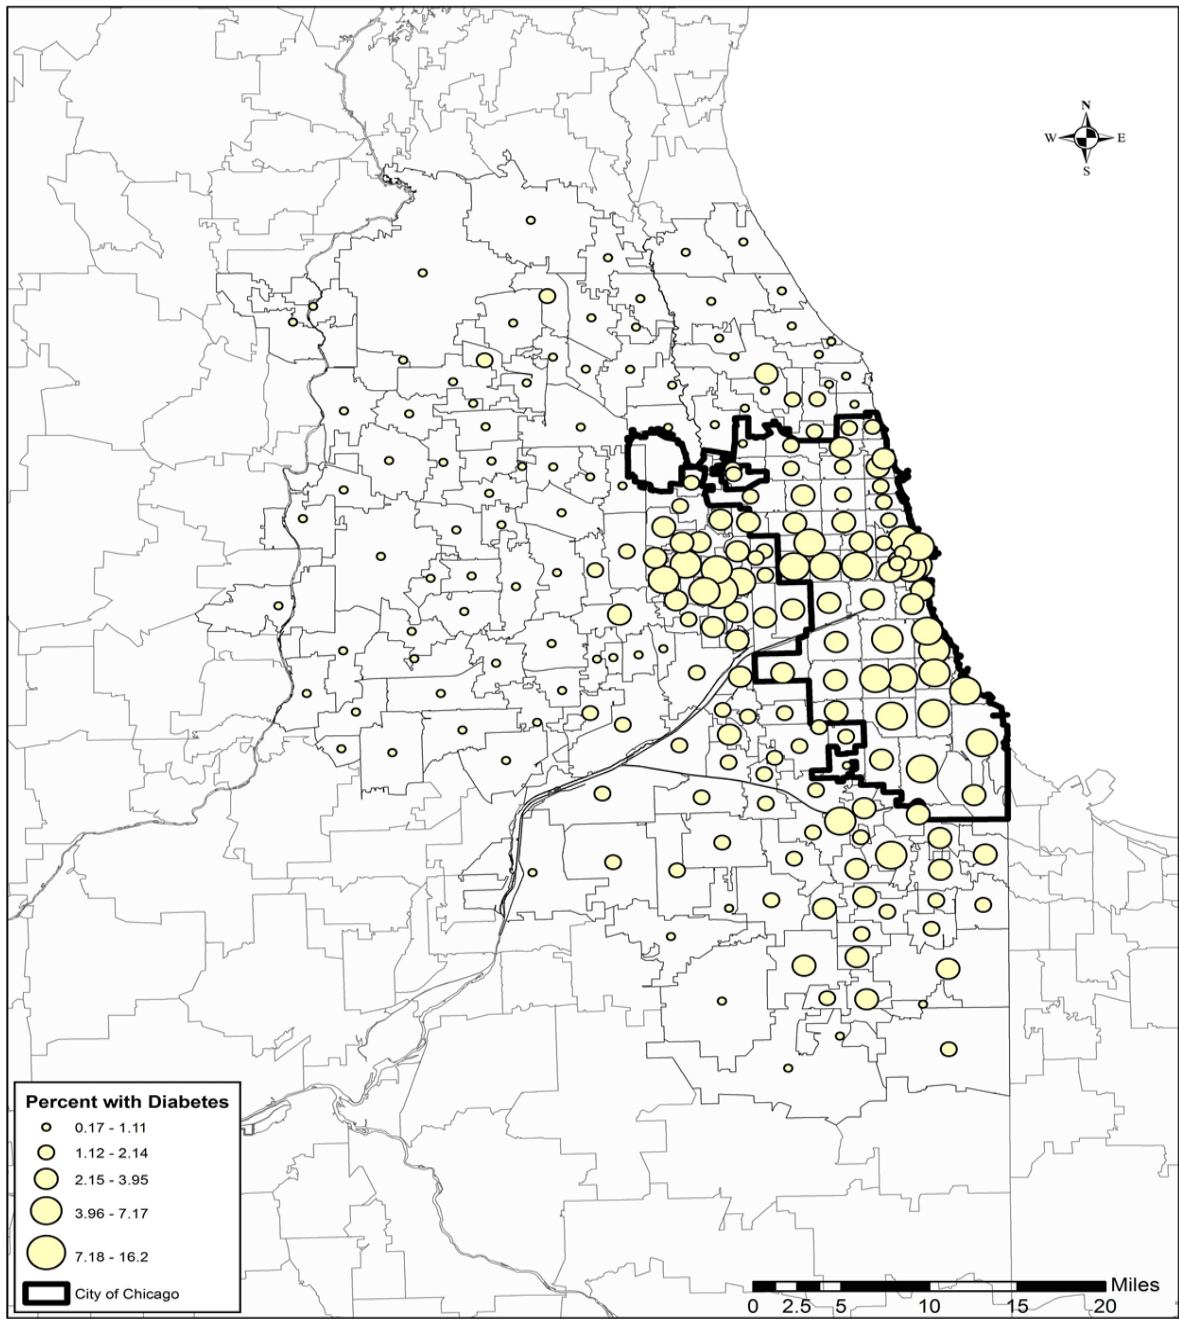 N
W E
S
Percent with Diabetes
0.17 - 1.11
1.12 - 2.14
2.15 - 3.95
3.96 - 7.17
7.18 - 16.2
City of Chicago
Miles
0 2.5 5 10 15 20